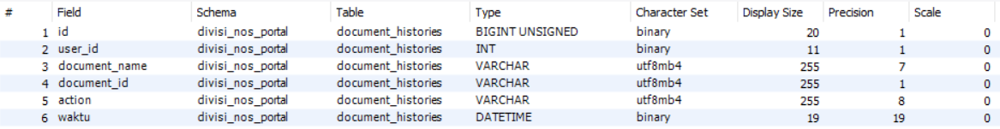 # Field Schema Table Type Character Set Display Size Precision Scale
1 id divisi_nos_portal document_histories BIGINT UNSIGNED binary 20 1 0
2 user_id divisi_nos_portal document_histories INT binary 11 1 0
3 document_name divisi_nos_portal document_histories VARCHAR utf8mb4 255 7 0
4 document_id divisi_nos_portal document_histories VARCHAR utf8mb4 255 1 0
5 action divisi_nos_portal document_histories VARCHAR utf8mb4 255 8 0
6 waktu divisi_nos_portal document_histories DATETIME binary 19 19 0